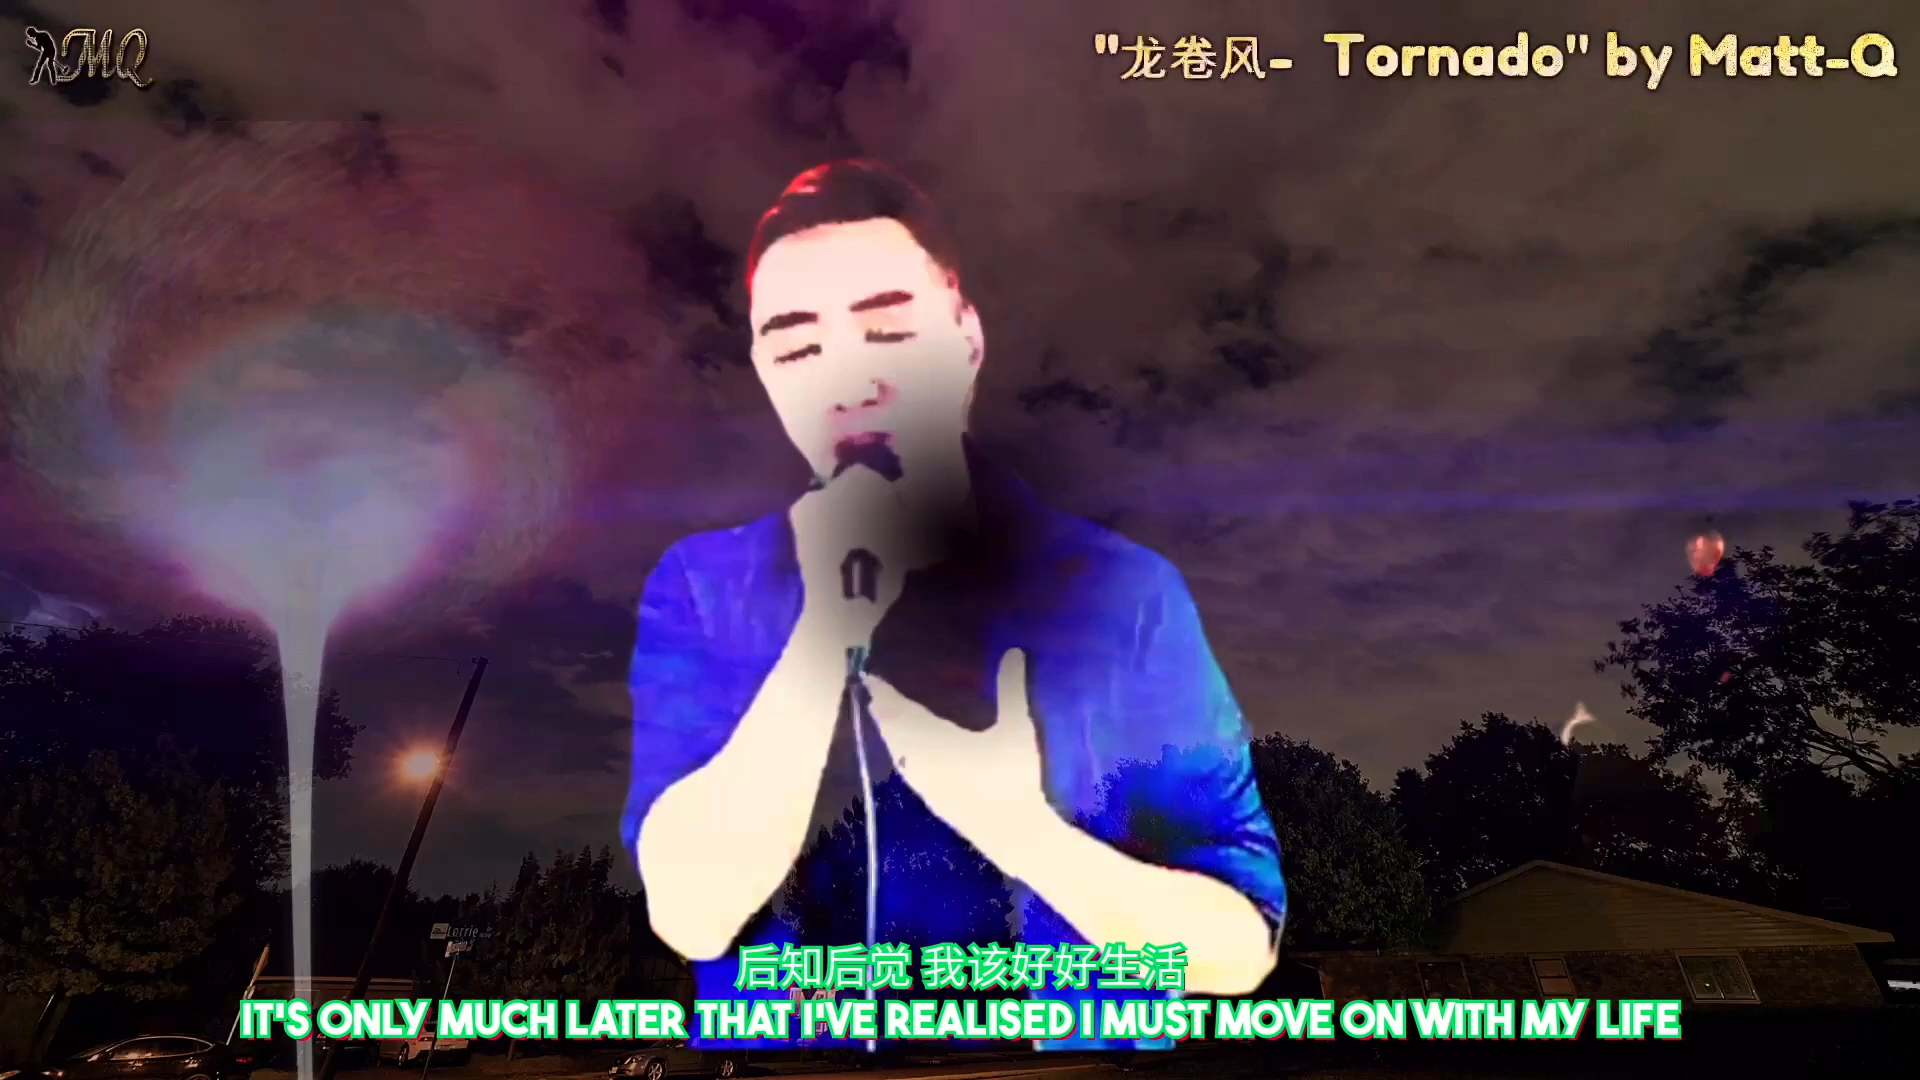 MQ
"龙卷风- Tornado" by Matt-Q
Lorrie
后知后觉 我该好好生活
IT'S ONLY MUCH LATER THAT I'VE REALISED I MUST MOVE ON WITH MY LIFE